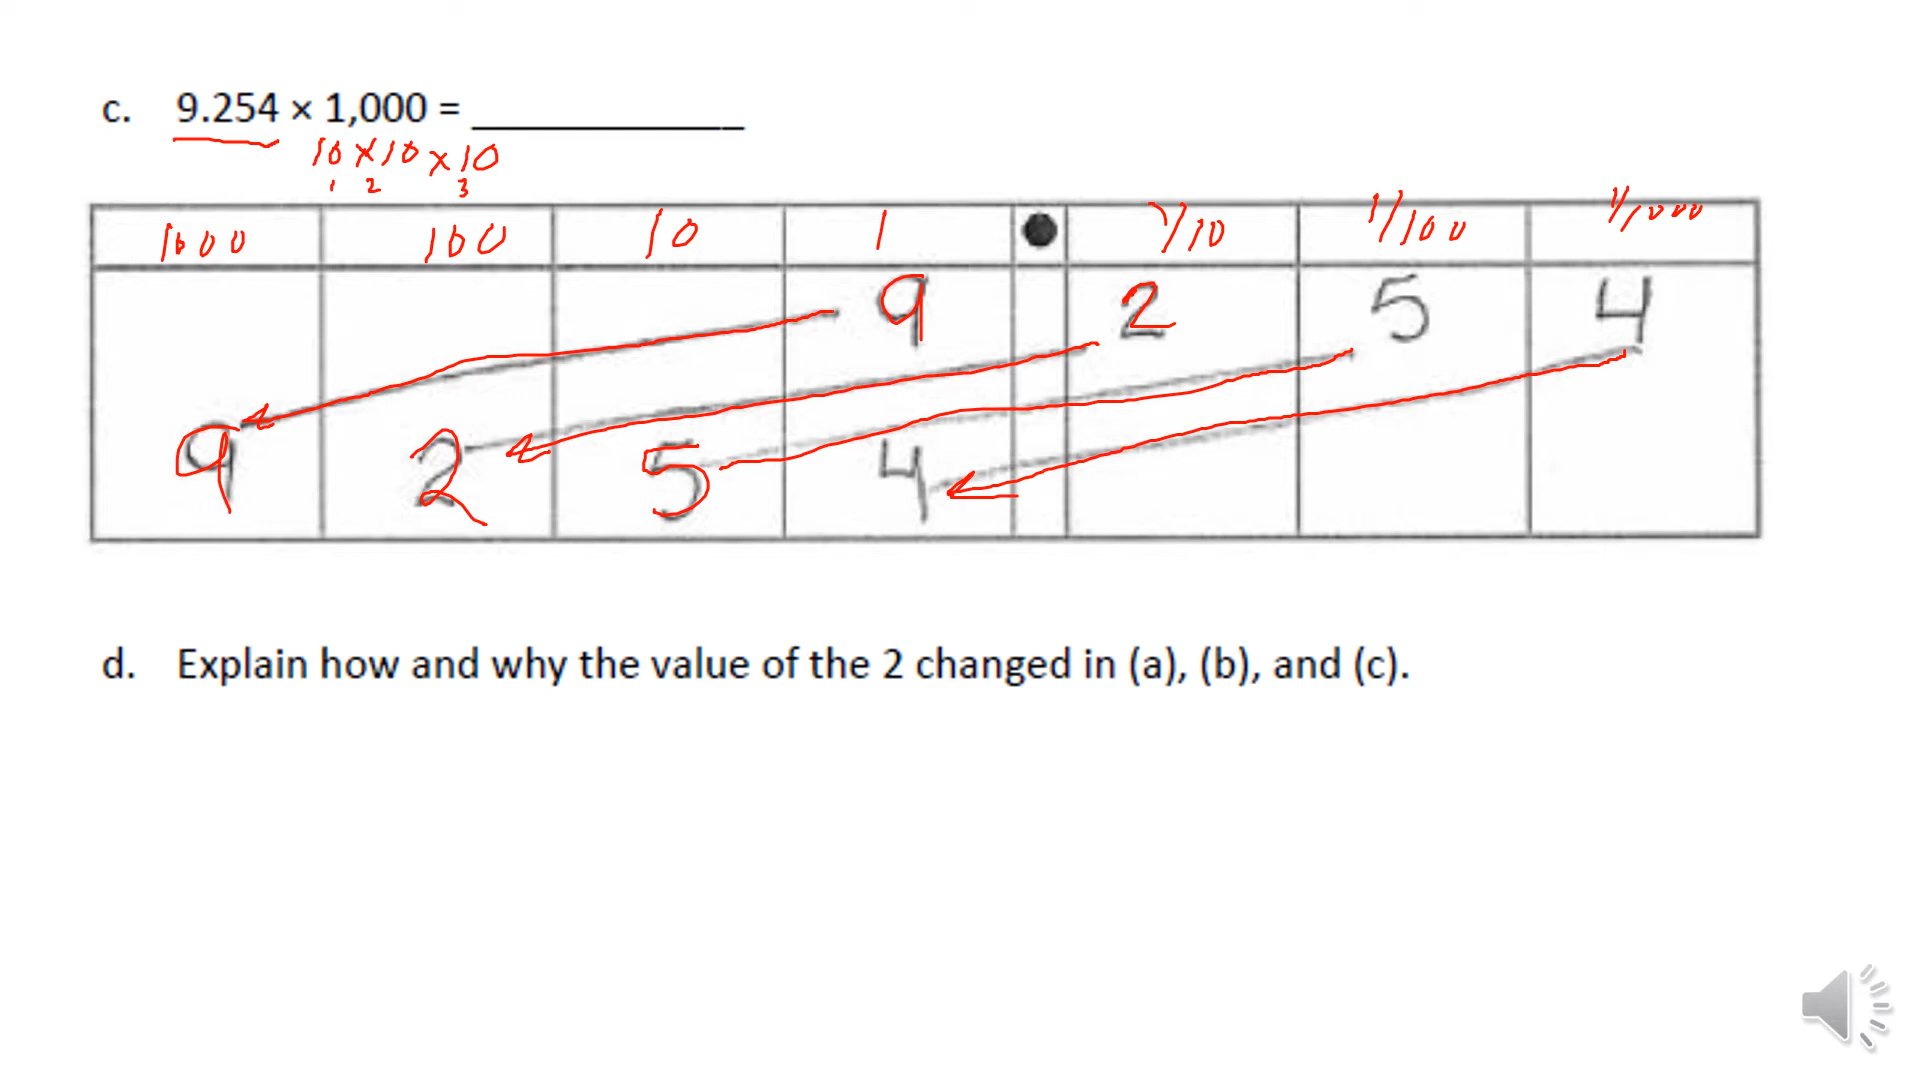 c. 9.254 × 1,000 = ____________
10 × 10 × 10
1 2 3
1000 100 10 1 • 1/10 1/100 1/1000
9 2 5 4
9 2 5 4
d. Explain how and why the value of the 2 changed in (a), (b), and (c).